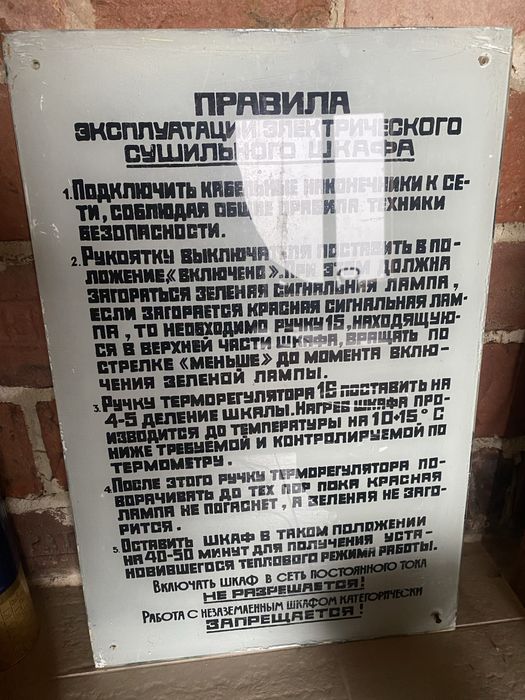 ПРАВИЛА
ЭКСПЛУАТАЦИИ ЭЛЕКТРИЧЕСКОГО
СУШИЛЬНОГО ШКАФА
1. ПОДКЛЮЧИТЬ КАБЕЛЬНЫЕ НАКОНЕЧНИКИ К СЕ-
ТИ, СОБЛЮДАЯ ОБЩИЕ ПРАВИЛА ТЕХНИКИ
БЕЗОПАСНОСТИ.
2. РУКОЯТКУ ВЫКЛЮЧАТЕЛЯ ПОСТАВИТЬ В ПО-
ЛОЖЕНИЕ, «ВКЛЮЧЕНО». ПРИ ЭТОМ ДОЛЖНА
ЗАГОРАТЬСЯ ЗЕЛЕНАЯ СИГНАЛЬНАЯ ЛАМПА,
ЕСЛИ ЗАГОРАЕТСЯ КРАСНАЯ СИГНАЛЬНАЯ ЛАМ-
ПА, ТО НЕОБХОДИМО РУЧКУ 1S, НАХОДЯЩУЮ-
СЯ В ВЕРХНЕЙ ЧАСТИ ШКАФА, ВРАЩАТЬ ПО
СТРЕЛКЕ «МЕНЬШЕ» ДО МОМЕНТА ВКЛЮ-
ЧЕНИЯ ЗЕЛЕНОЙ ЛАМПЫ.
3. РУЧКУ ТЕРМОРЕГУЛЯТОРА 1S ПОСТАВИТЬ НА
4-5 ДЕЛЕНИЕ ШКАЛЫ. НАГРЕВ ШКАФА ПРО-
ИЗВОДИТСЯ ДО ТЕМПЕРАТУРЫ НА 10÷15°С
НИЖЕ ТРЕБУЕМОЙ И КОНТРОЛИРУЕМОЙ ПО
ТЕРМОМЕТРУ.
4. ПОСЛЕ ЭТОГО РУЧКУ ТЕРМОРЕГУЛЯТОРА ПО-
ВОРАЧИВАТЬ ДО ТЕХ ПОР ПОКА КРАСНАЯ
ЛАМПА НЕ ПОГАСНЕТ, А ЗЕЛЕНАЯ НЕ ЗАГО-
РИТСЯ.
5. ОСТАВИТЬ ШКАФ В ТАКОМ ПОЛОЖЕНИИ
НА 40-50 МИНУТ ДЛЯ ПОЛУЧЕНИЯ УСТА-
НОВИВШЕГОСЯ ТЕПЛОВОГО РЕЖИМА РАБОТЫ.
ВКЛЮЧАТЬ ШКАФ В СЕТЬ ПОСТОЯННОГО ТОКА
НЕ РАЗРЕШАЕТСЯ!
РАБОТА С НЕЗАЗЕМЛЕННЫМ ШКАФОМ КАТЕГОРИЧЕСКИ
ЗАПРЕЩАЕТСЯ!